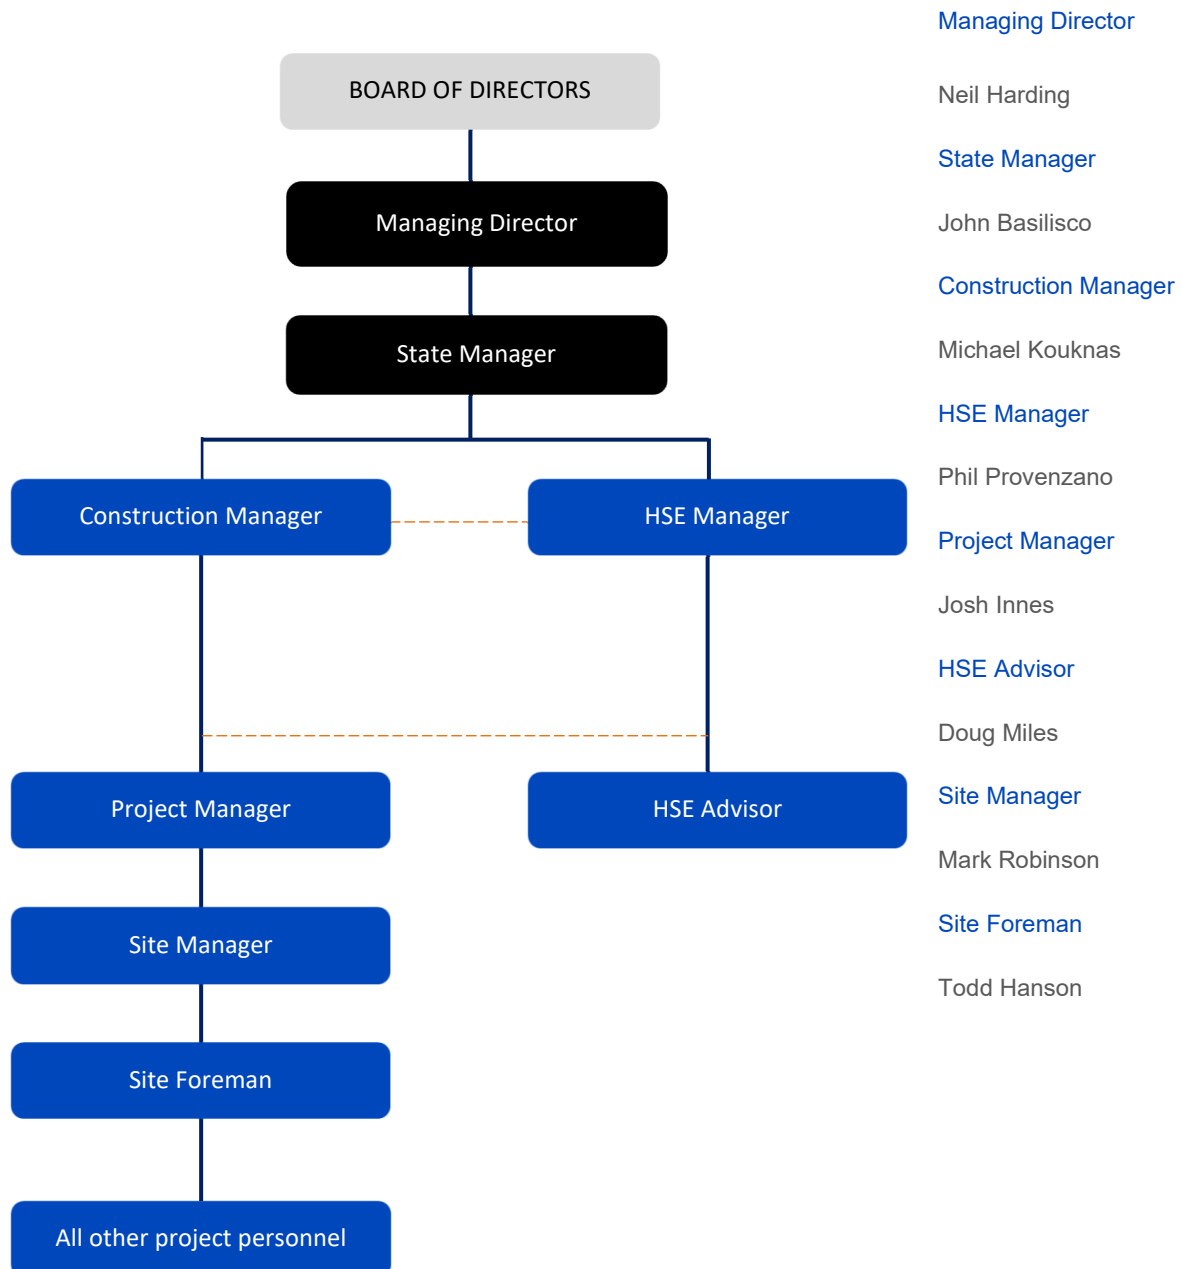 BOARD OF DIRECTORS
Managing Director
State Manager
Construction Manager
HSE Manager
Project Manager
HSE Advisor
Site Manager
Site Foreman
All other project personnel
Managing Director
Neil Harding
State Manager
John Basilisco
Construction Manager
Michael Kouknas
HSE Manager
Phil Provenzano
Project Manager
Josh Innes
HSE Advisor
Doug Miles
Site Manager
Mark Robinson
Site Foreman
Todd Hanson